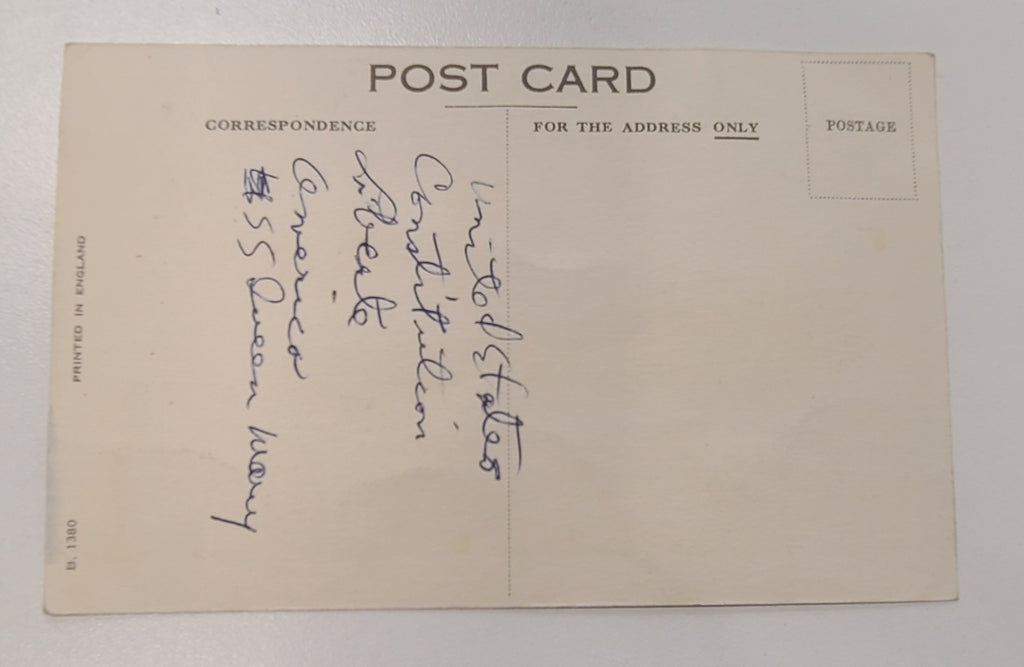 POST CARD
CORRESPONDENCE
FOR THE ADDRESS ONLY
POSTAGE
United States
Constitution
Liberte
America
SS Queen Mary
PRINTED IN ENGLAND
B. 1380